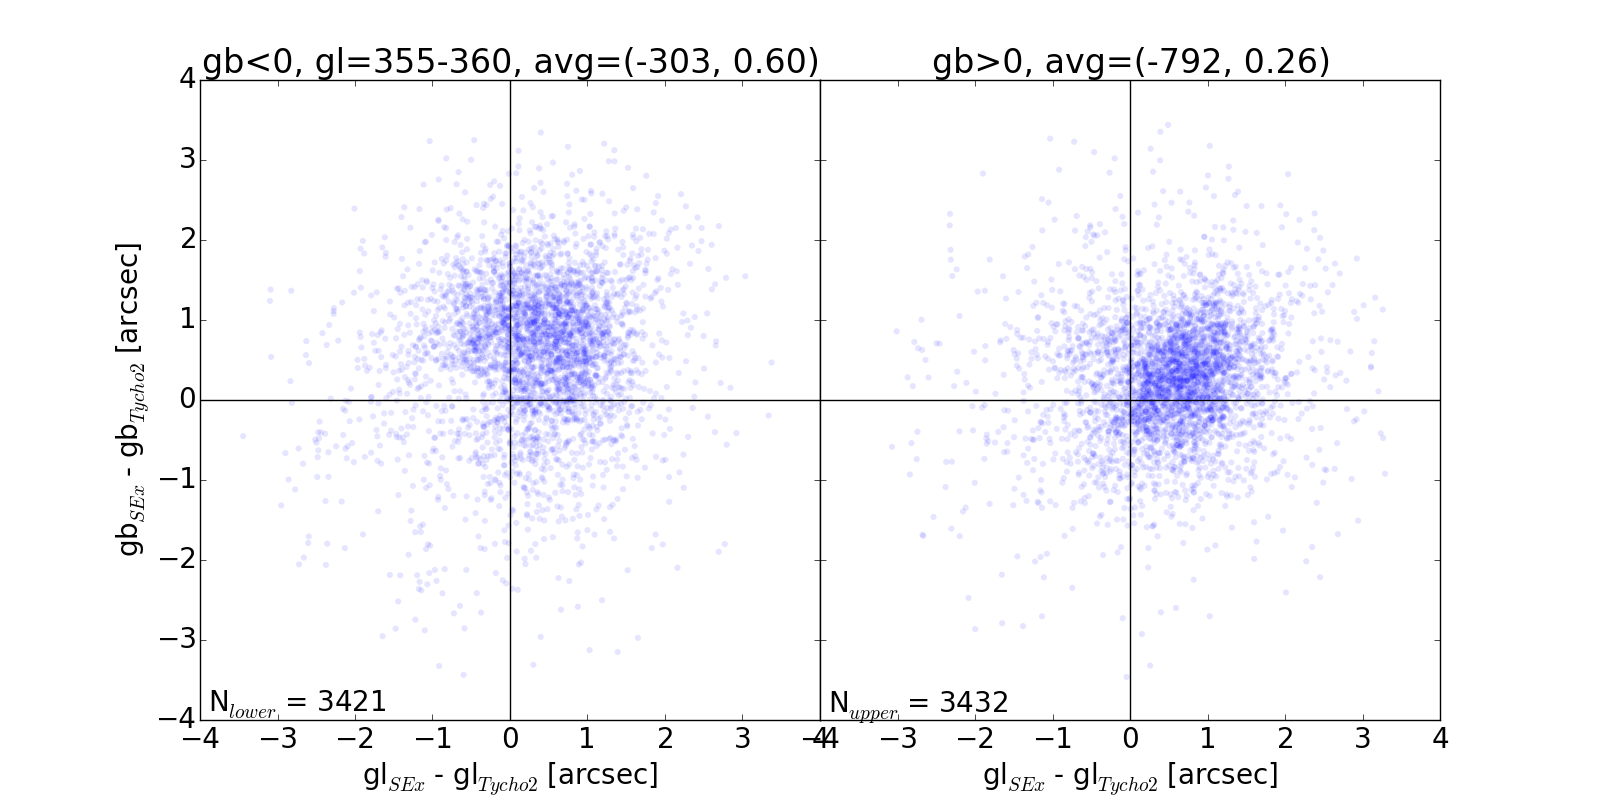 gb<0, gl=355-360, avg=(-303, 0.60) gb>0, avg=(-792, 0.26)
4
3
2
1
0
−1
−2
−3
−4
gb_SEx - gb_Tycho2 [arcsec]
N_lower = 3421 N_upper = 3432
−4 −3 −2 −1 0 1 2 3 4 −4 −3 −2 −1 0 1 2 3 4
gl_SEx - gl_Tycho2 [arcsec] gl_SEx - gl_Tycho2 [arcsec]